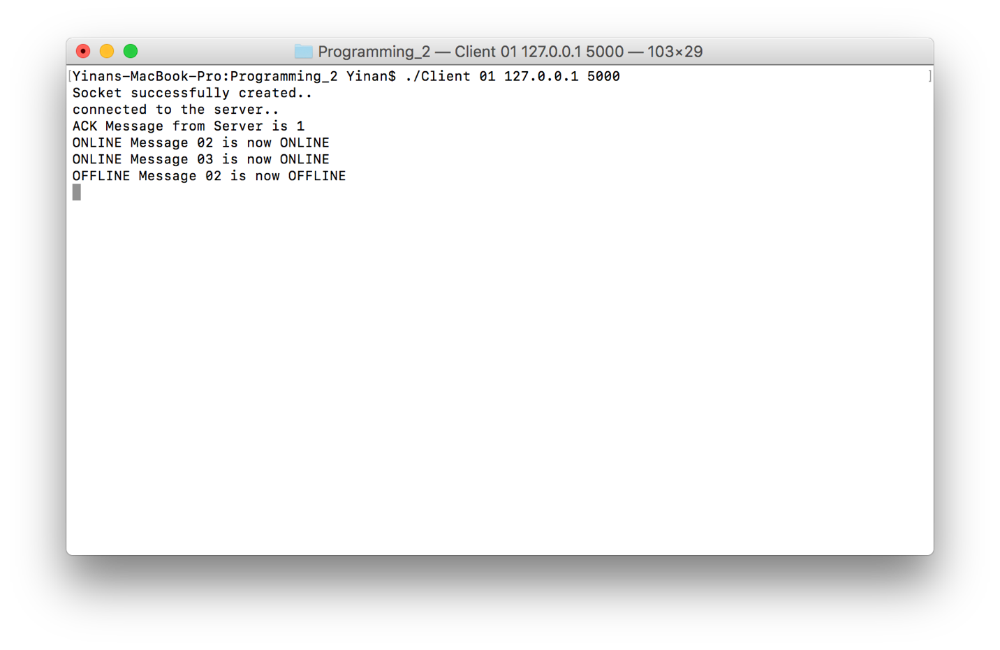 Programming_2 — Client 01 127.0.0.1 5000 — 103×29
[Yinans-MacBook-Pro:Programming_2 Yinan$ ./Client 01 127.0.0.1 5000 ]
Socket successfully created..
connected to the server..
ACK Message from Server is 1
ONLINE Message 02 is now ONLINE
ONLINE Message 03 is now ONLINE
OFFLINE Message 02 is now OFFLINE